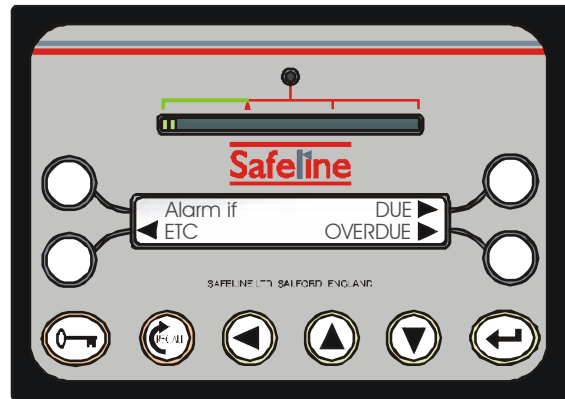 Safeline
Alarm if DUE ▶
◀ ETC OVERDUE ▶
SAFELINE LTD SALFORD ENGLAND
RECALL